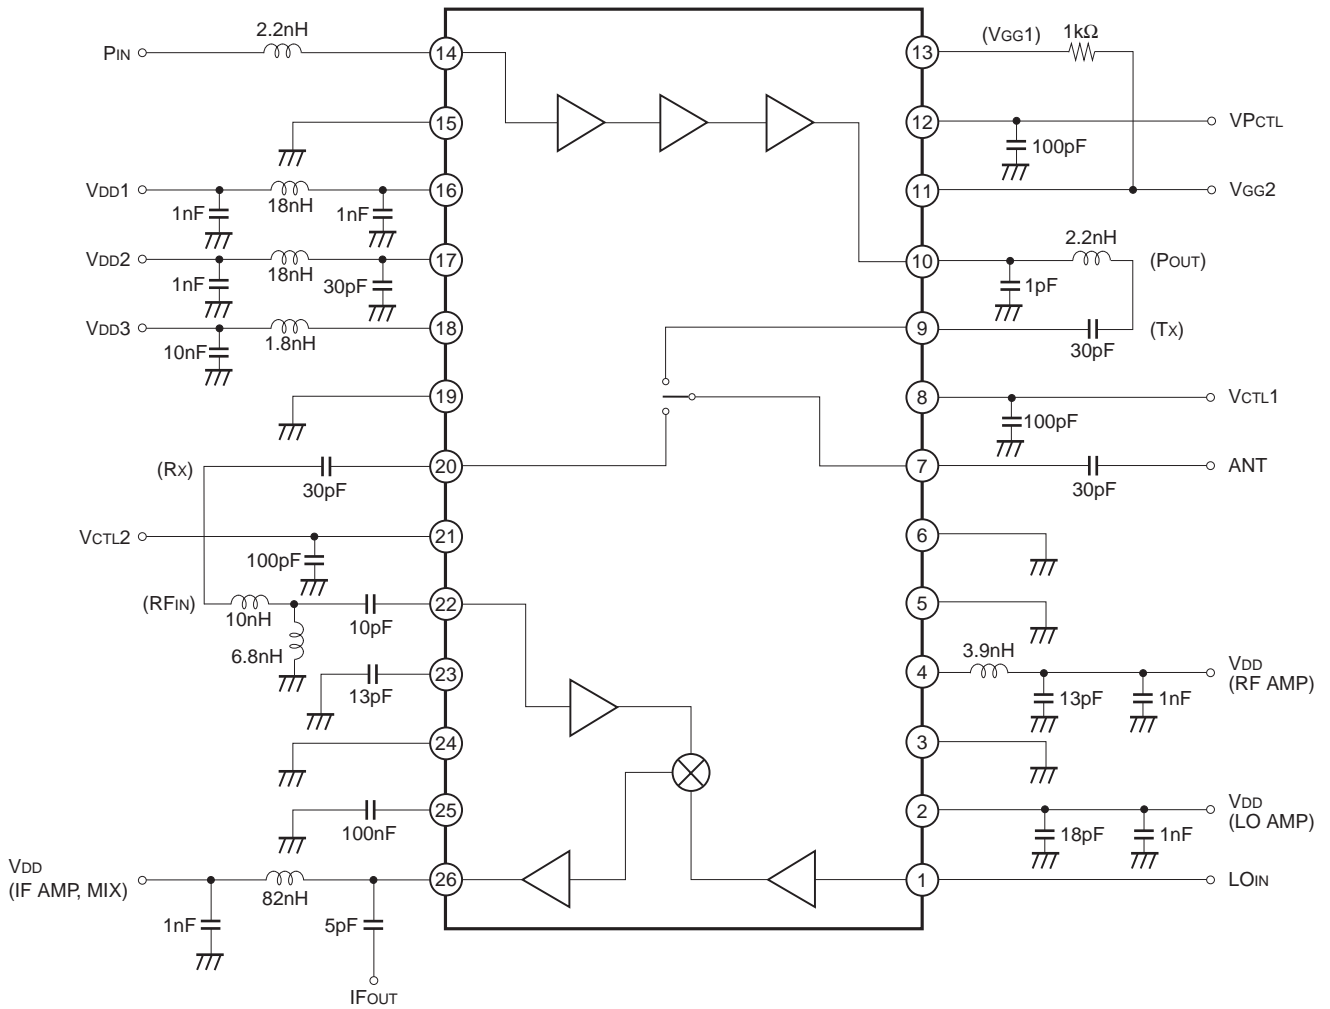 2.2nH
PIN
14
15
VDD1
1nF
18nH
1nF
16
VDD2
1nF
18nH
30pF
17
VDD3
10nF
1.8nH
18
19
(RX)
30pF
20
VCTL2
100pF
21
(RFIN)
10nH
6.8nH
10pF
22
13pF
23
24
100nF
25
VDD
(IF AMP, MIX)
1nF
82nH
5pF
26
IFOUT
13
(VGG1)
1kΩ
12
100pF
VPCTL
11
VGG2
10
1pF
2.2nH
(POUT)
9
30pF
(TX)
8
100pF
VCTL1
7
30pF
ANT
6
5
4
3.9nH
13pF
1nF
VDD
(RF AMP)
3
2
18pF
1nF
VDD
(LO AMP)
1
LOIN